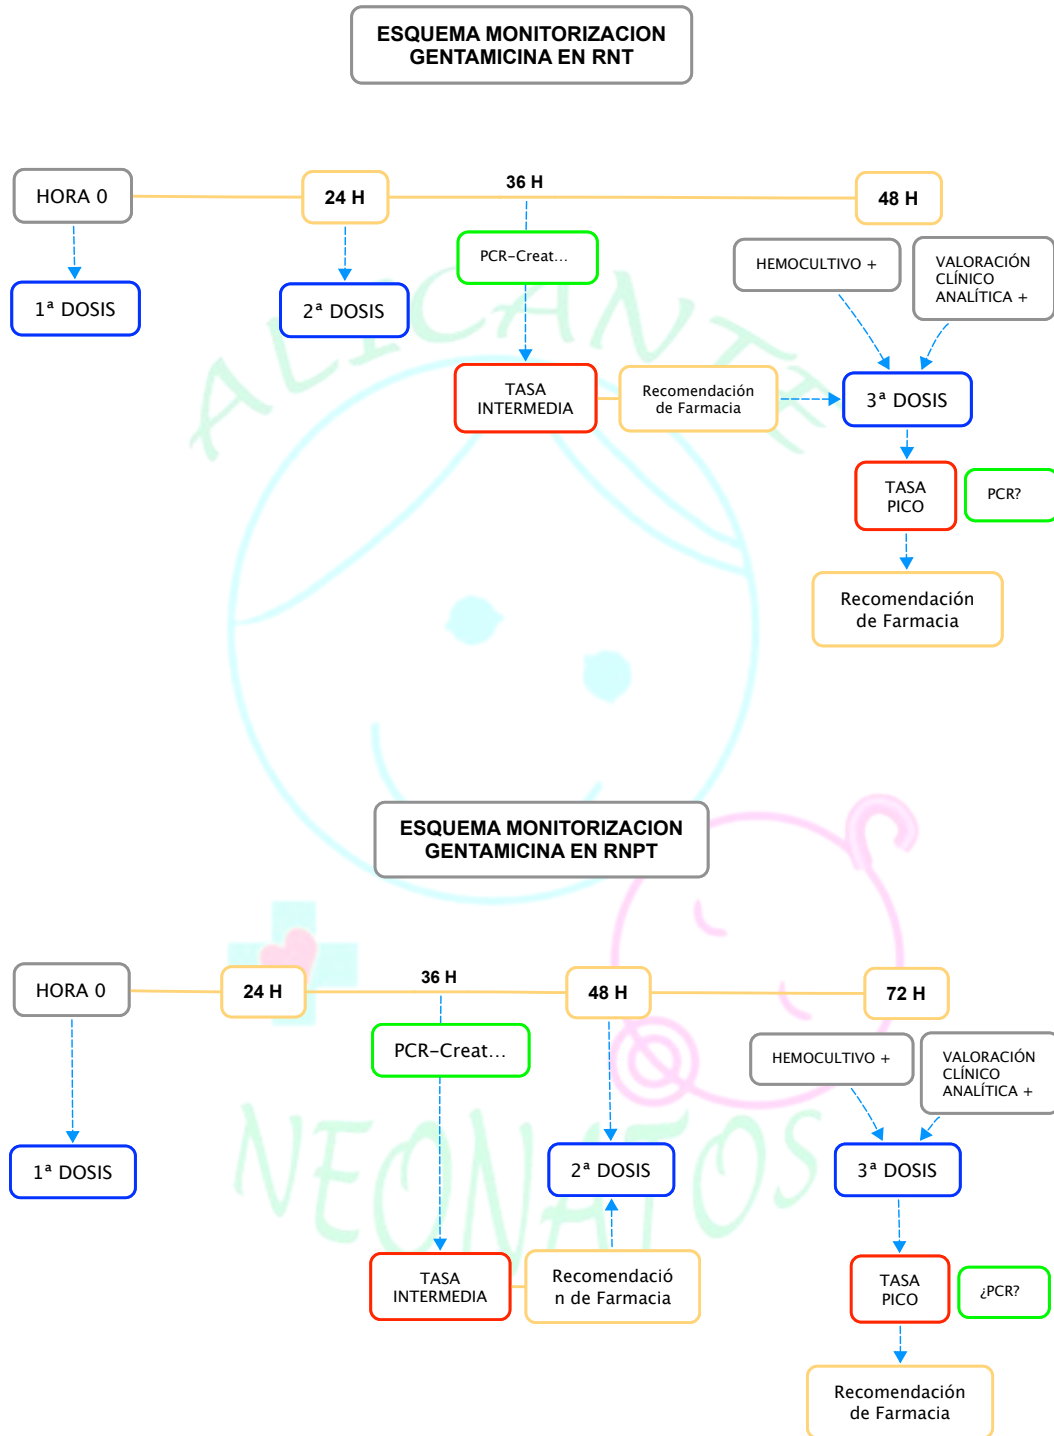 ESQUEMA MONITORIZACION
GENTAMICINA EN RNT
HORA 0
24 H
36 H
48 H
1ª DOSIS
2ª DOSIS
PCR-Creat...
HEMOCULTIVO +
VALORACIÓN
CLÍNICO
ANALÍTICA +
TASA
INTERMEDIA
Recomendación
de Farmacia
3ª DOSIS
TASA
PICO
PCR?
Recomendación
de Farmacia
ALICANTE
ESQUEMA MONITORIZACION
GENTAMICINA EN RNPT
HORA 0
24 H
36 H
48 H
72 H
PCR-Creat...
HEMOCULTIVO +
VALORACIÓN
CLÍNICO
ANALÍTICA +
1ª DOSIS
2ª DOSIS
3ª DOSIS
NEONATOS
TASA
INTERMEDIA
Recomendació
n de Farmacia
TASA
PICO
¿PCR?
Recomendación
de Farmacia